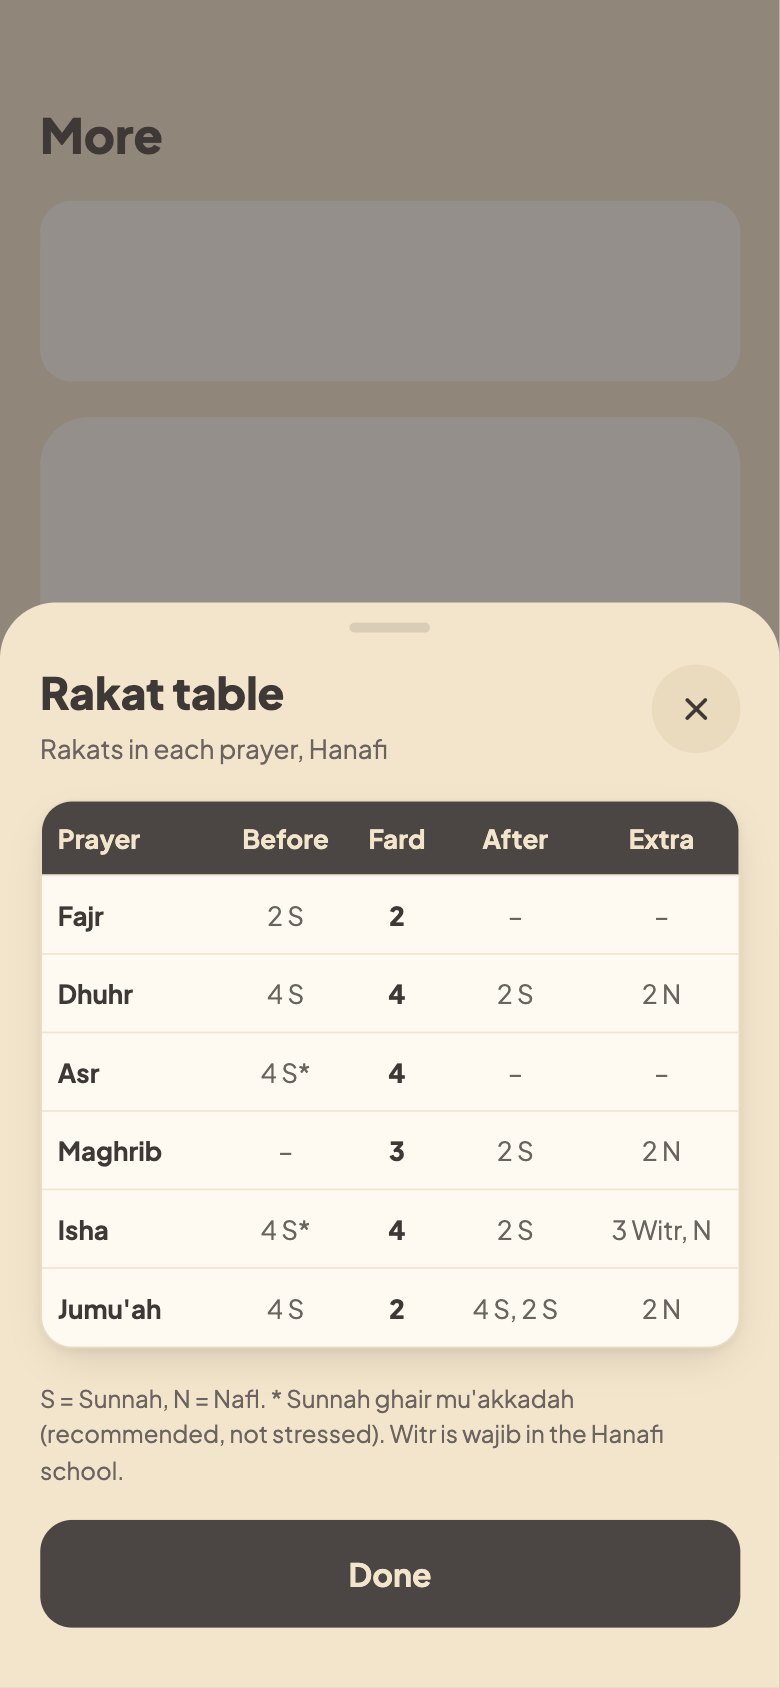 More
Rakat table
Rakats in each prayer, Hanafi
Prayer Before Fard After Extra
Fajr 2 S 2 – –
Dhuhr 4 S 4 2 S 2 N
Asr 4 S* 4 – –
Maghrib – 3 2 S 2 N
Isha 4 S* 4 2 S 3 Witr, N
Jumu'ah 4 S 2 4 S, 2 S 2 N
S = Sunnah, N = Nafl. * Sunnah ghair mu'akkadah
(recommended, not stressed). Witr is wajib in the Hanafi
school.
Done